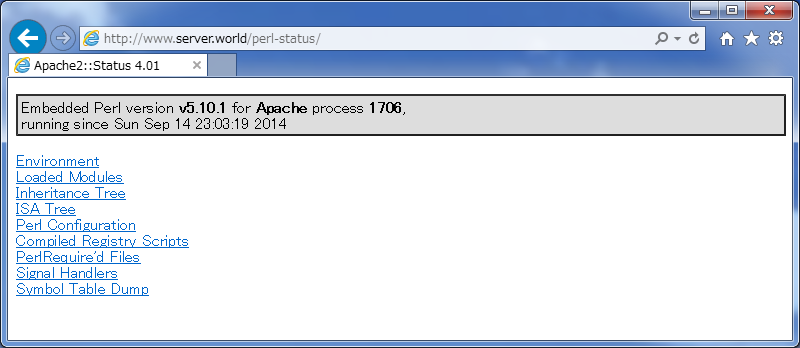 http://www.server.world/perl-status/
Apache2::Status 4.01
Embedded Perl version v5.10.1 for Apache process 1706,
running since Sun Sep 14 23:03:19 2014
Environment
Loaded Modules
Inheritance Tree
ISA Tree
Perl Configuration
Compiled Registry Scripts
PerlRequire'd Files
Signal Handlers
Symbol Table Dump